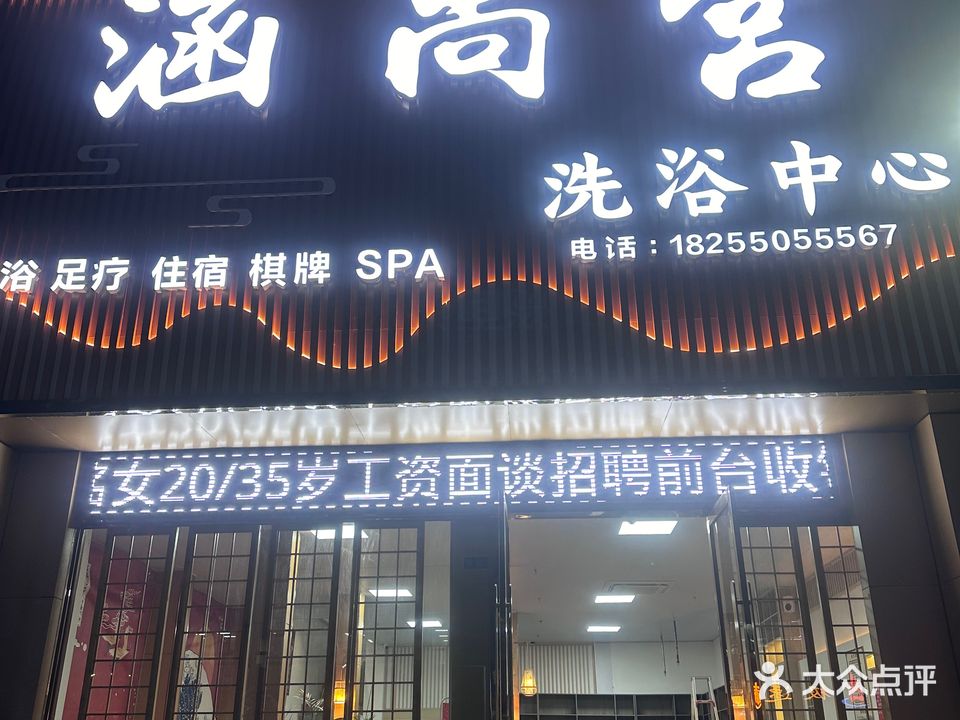 涵尚宫
洗浴中心
电话：18255055567
浴 足疗 住宿 棋牌 SPA
名女20/35岁工资面谈招聘前台收
大众点评